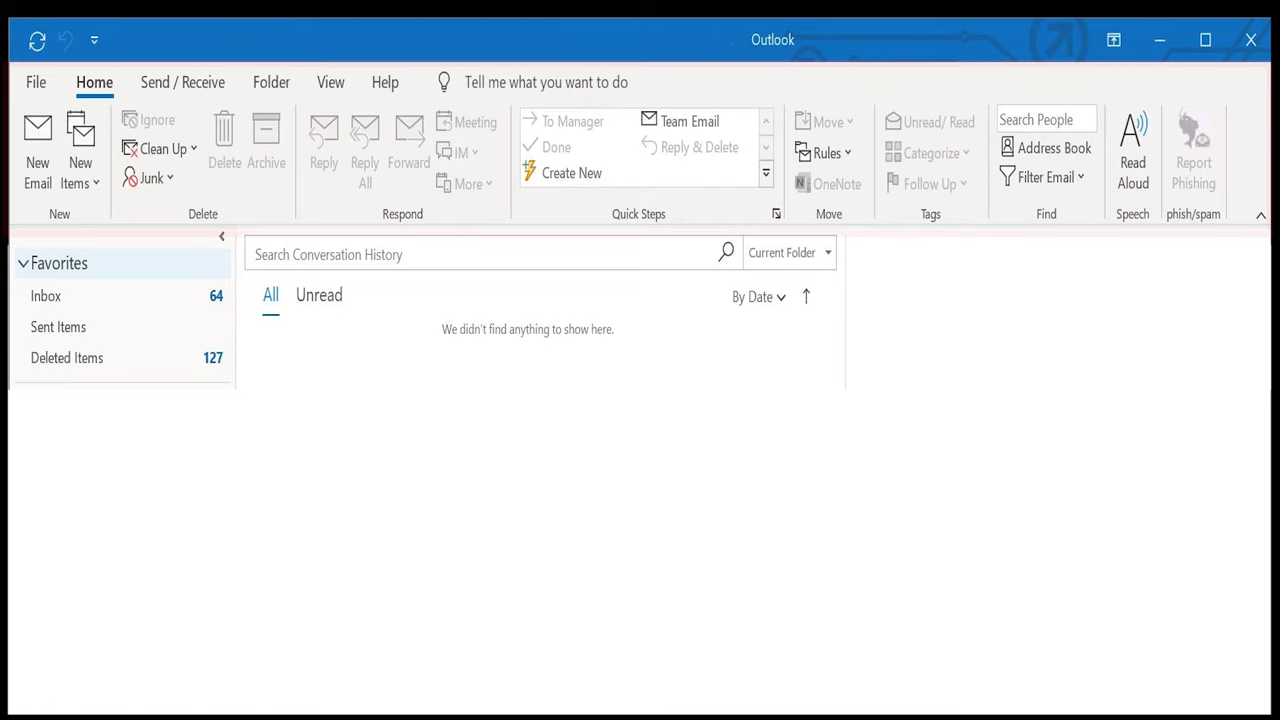 Outlook
File Home Send / Receive Folder View Help Tell me what you want to do
New Email
New Items
Ignore
Clean Up
Junk
Delete
Archive
Reply
Reply All
Forward
Meeting
IM
More
To Manager
Team Email
Done
Reply & Delete
Create New
Move
Rules
OneNote
Unread/ Read
Categorize
Follow Up
Search People
Address Book
Filter Email
Read Aloud
Report Phishing
New Delete Respond Quick Steps Move Tags Find Speech phish/spam
Favorites
Inbox 64
Sent Items
Deleted Items 127
Search Conversation History Current Folder
All Unread By Date
We didn't find anything to show here.